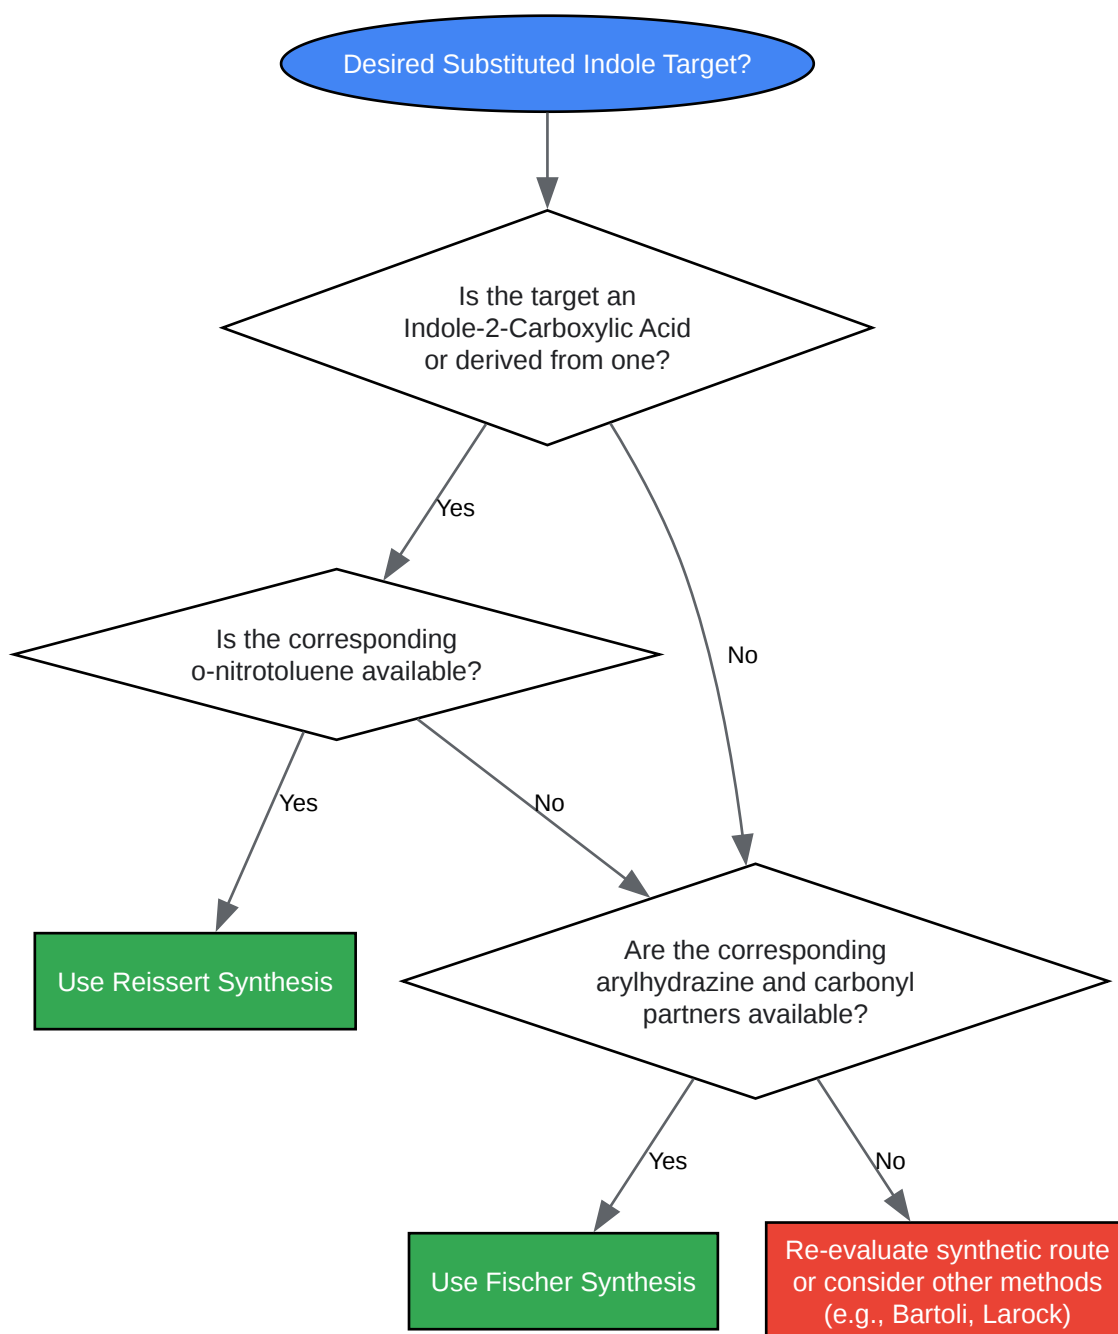 Desired Substituted Indole Target?
Is the target an
Indole-2-Carboxylic Acid
or derived from one?
Yes
No
Is the corresponding
o-nitrotoluene available?
Yes
No
Use Reissert Synthesis
Are the corresponding
arylhydrazine and carbonyl
partners available?
Yes
No
Use Fischer Synthesis
Re-evaluate synthetic route
or consider other methods
(e.g., Bartoli, Larock)